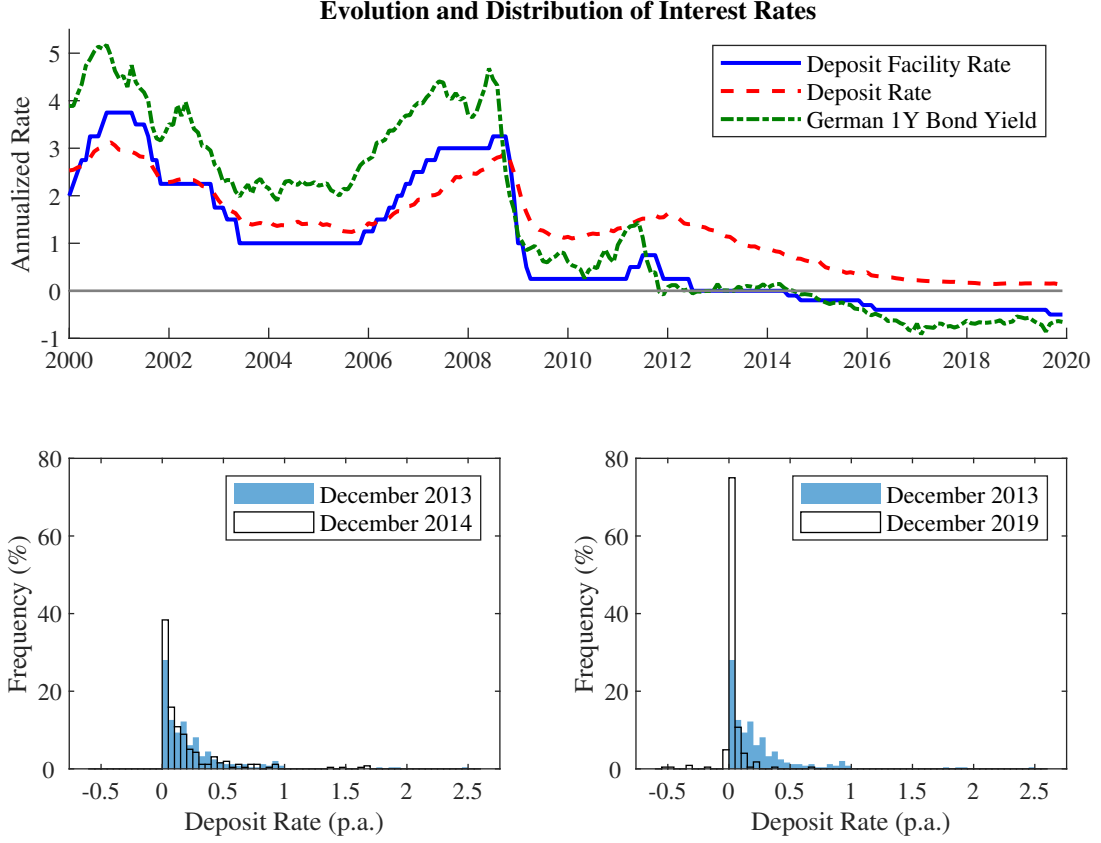 Evolution and Distribution of Interest Rates
Annualized Rate
5
4
3
2
1
0
-1
2000 2002 2004 2006 2008 2010 2012 2014 2016 2018 2020
Deposit Facility Rate
Deposit Rate
German 1Y Bond Yield
Frequency (%)
80
60
40
20
0
-0.5 0 0.5 1 1.5 2 2.5
Deposit Rate (p.a.)
December 2013
December 2014
Frequency (%)
80
60
40
20
0
-0.5 0 0.5 1 1.5 2 2.5
Deposit Rate (p.a.)
December 2013
December 2019